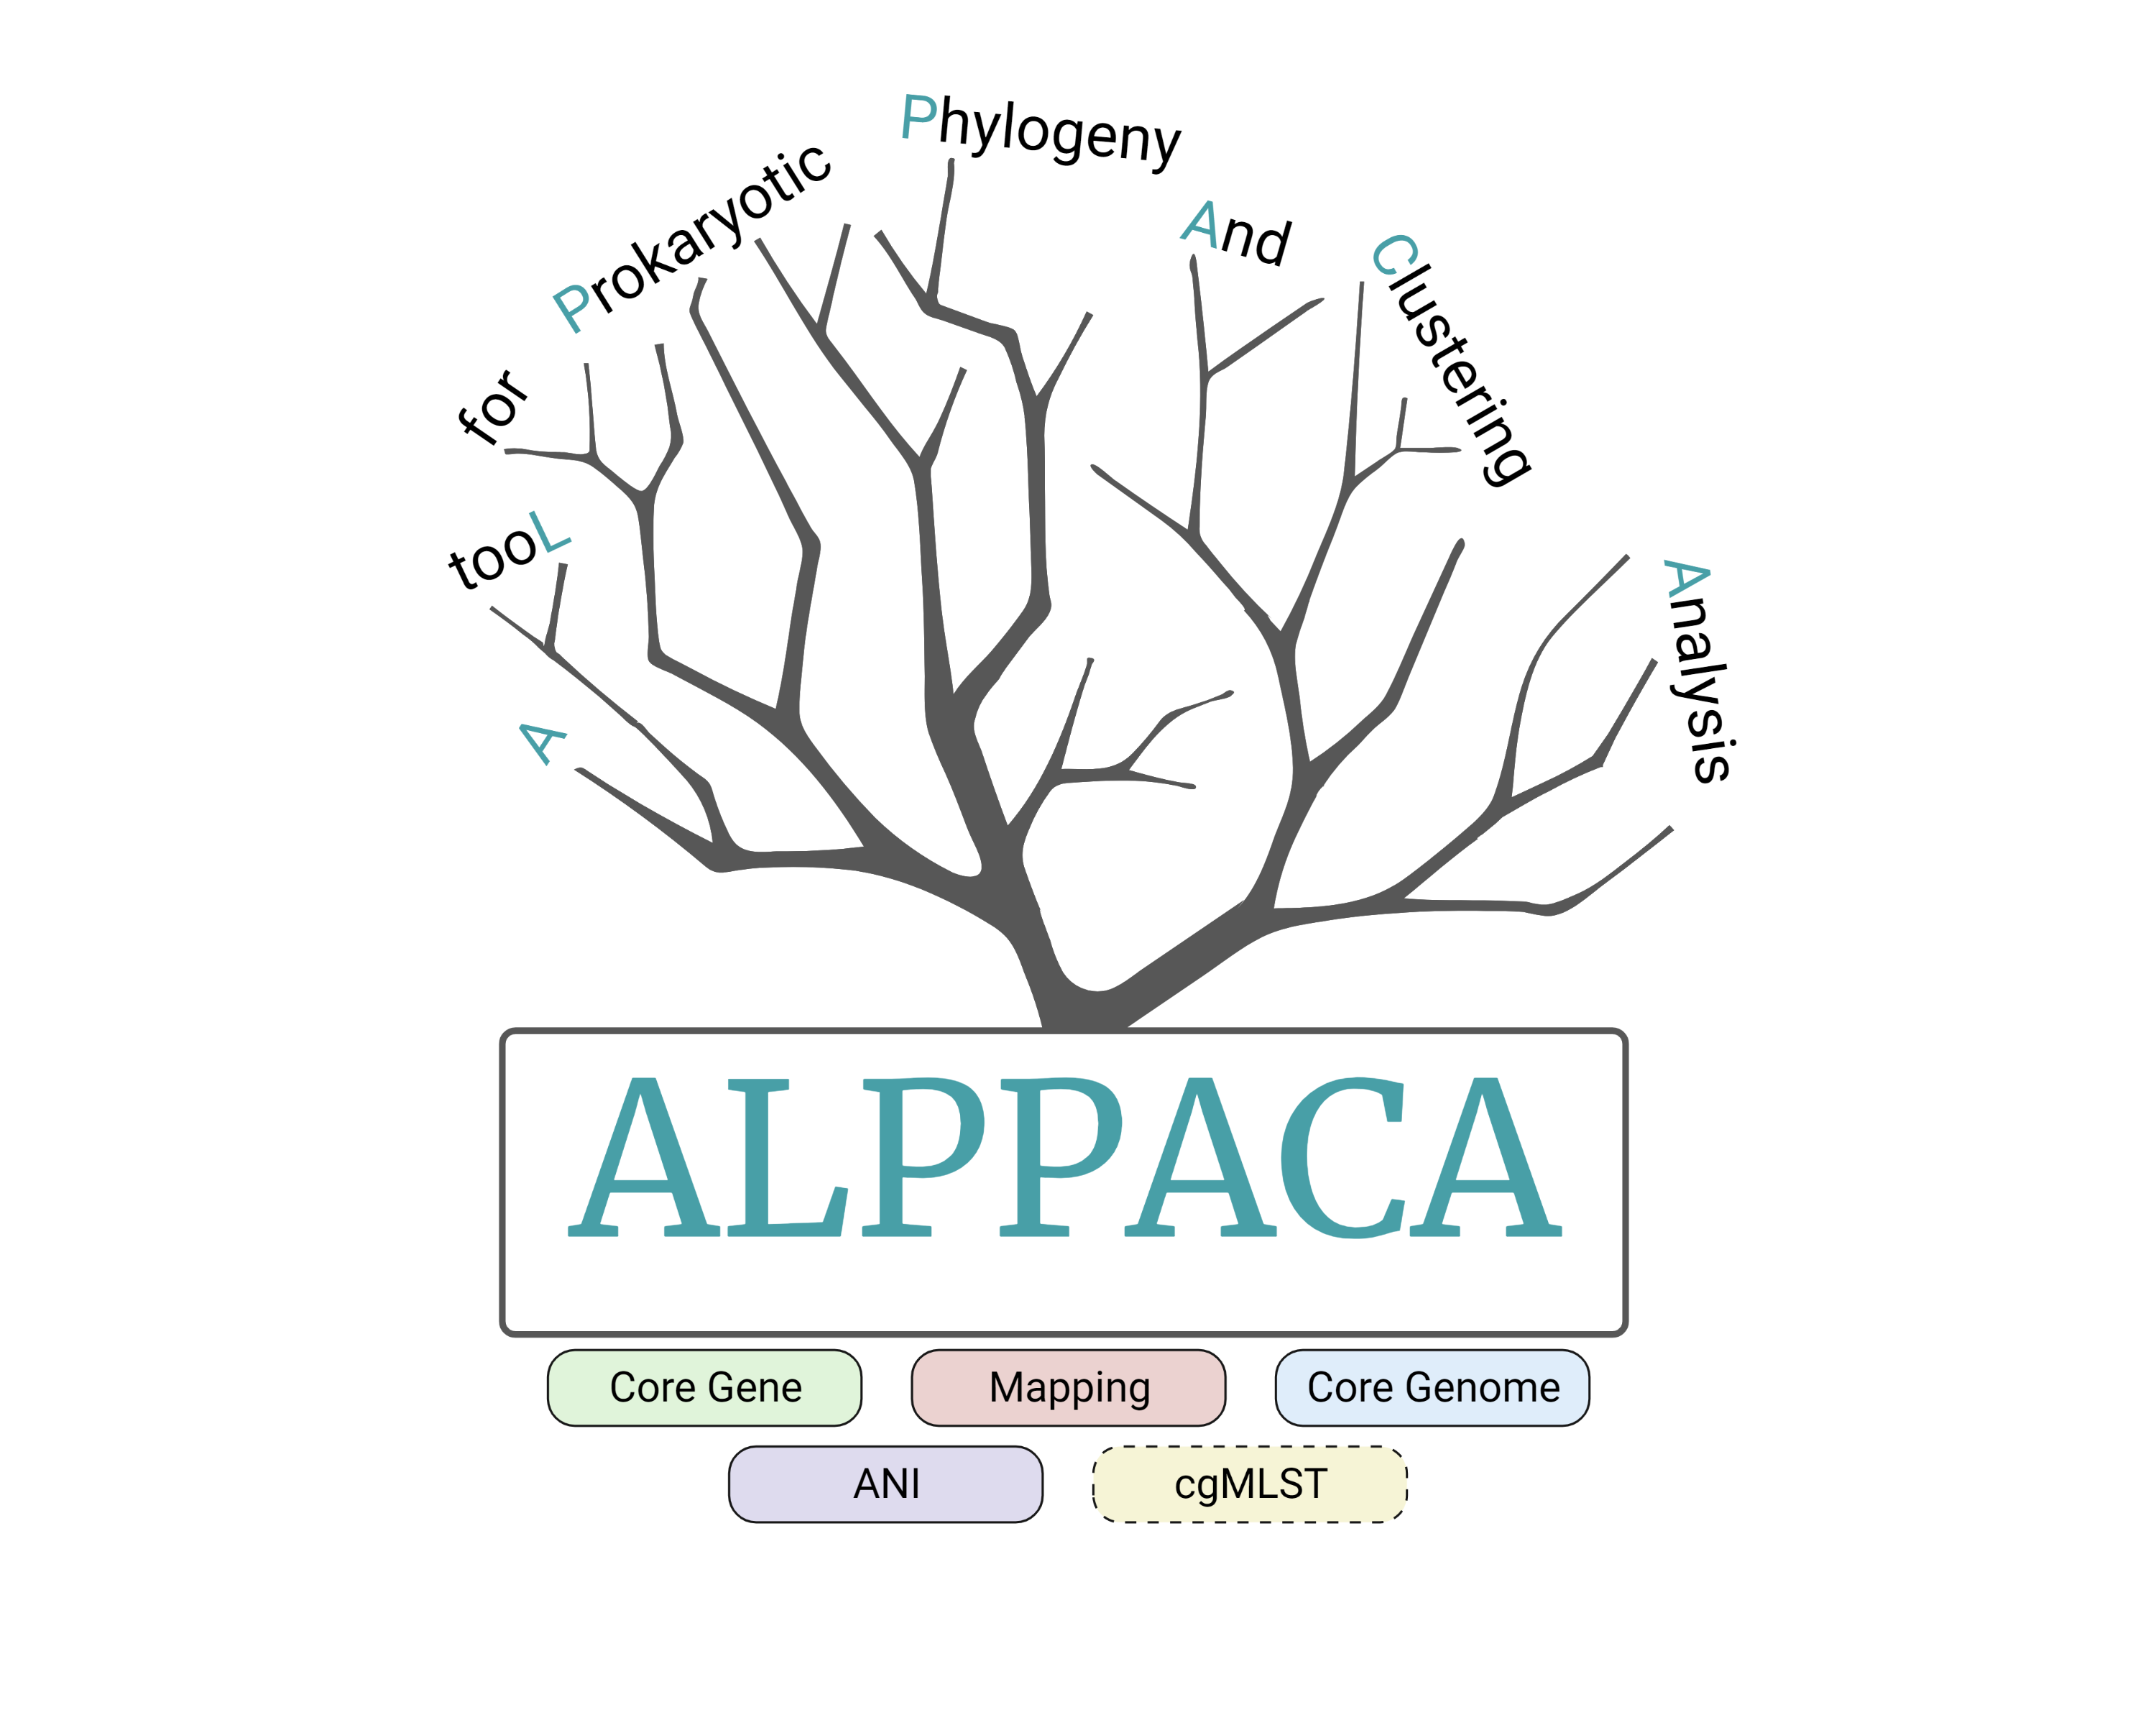 A
tooL
for
Prokaryotic
Phylogeny
And
Clustering
Analysis
ALPPACA
Core Gene
Mapping
Core Genome
ANI
cgMLST